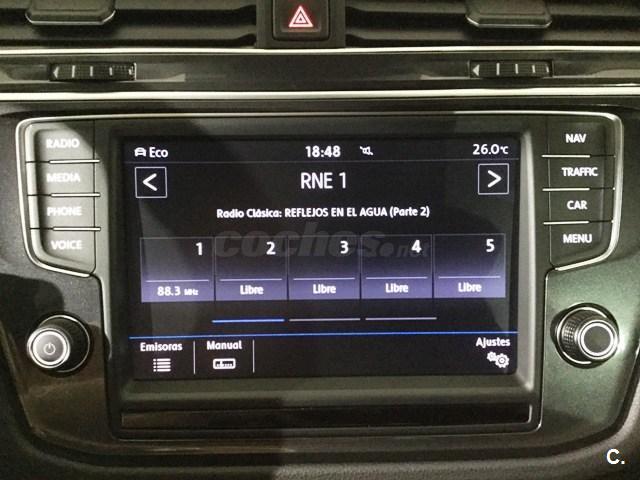 RADIO
MEDIA
PHONE
VOICE
NAV
TRAFFIC
CAR
MENU
Eco 18:48 26.0°C
< RNE 1 >
Radio Clásica: REFLEJOS EN EL AGUA (Parte 2)
1 2 3 4 5
88.3 MHz Libre Libre Libre Libre
coches.net
Emisoras Manual Ajustes
C.